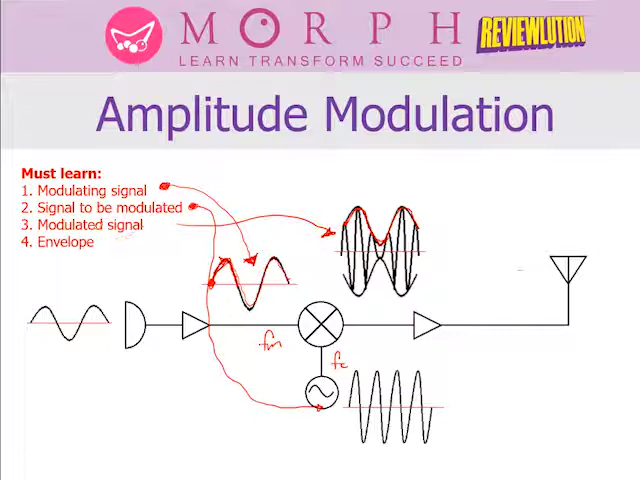 MORPH
REVIEWLUTION
LEARN TRANSFORM SUCCEED
Amplitude Modulation
Must learn:
1. Modulating signal
2. Signal to be modulated
3. Modulated signal
4. Envelope
fm
fc